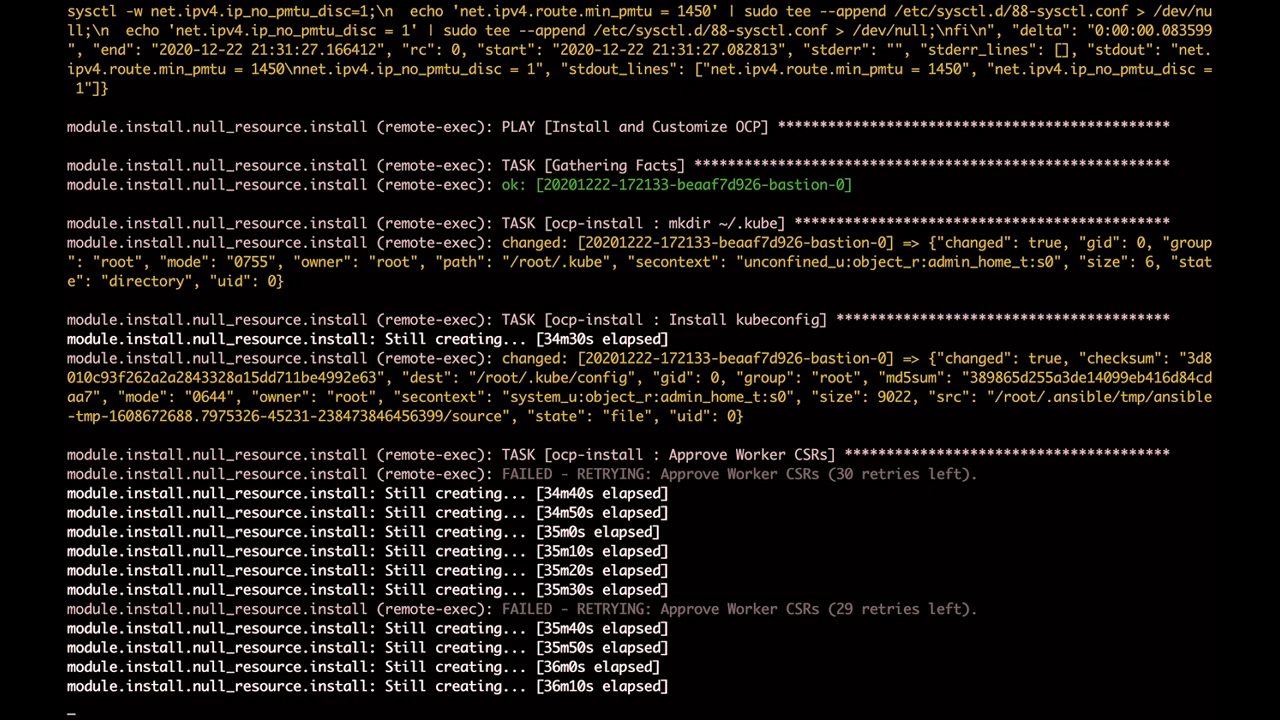 sysctl -w net.ipv4.ip_no_pmtu_disc=1;\n  echo 'net.ipv4.route.min_pmtu = 1450' | sudo tee --append /etc/sysctl.d/88-sysctl.conf > /dev/nu
ll;\n  echo 'net.ipv4.ip_no_pmtu_disc = 1' | sudo tee --append /etc/sysctl.d/88-sysctl.conf > /dev/null;\nfi\n", "delta": "0:00:00.083599
", "end": "2020-12-22 21:31:27.166412", "rc": 0, "start": "2020-12-22 21:31:27.082813", "stderr": "", "stderr_lines": [], "stdout": "net.
ipv4.route.min_pmtu = 1450\nnet.ipv4.ip_no_pmtu_disc = 1", "stdout_lines": ["net.ipv4.route.min_pmtu = 1450", "net.ipv4.ip_no_pmtu_disc =
 1"]}
module.install.null_resource.install (remote-exec): PLAY [Install and Customize OCP] ***********************************************
module.install.null_resource.install (remote-exec): TASK [Gathering Facts] *********************************************************
module.install.null_resource.install (remote-exec): ok: [20201222-172133-beaaf7d926-bastion-0]
module.install.null_resource.install (remote-exec): TASK [ocp-install : mkdir ~/.kube] *********************************************
module.install.null_resource.install (remote-exec): changed: [20201222-172133-beaaf7d926-bastion-0] => {"changed": true, "gid": 0, "group
": "root", "mode": "0755", "owner": "root", "path": "/root/.kube", "secontext": "unconfined_u:object_r:admin_home_t:s0", "size": 6, "stat
e": "directory", "uid": 0}
module.install.null_resource.install (remote-exec): TASK [ocp-install : Install kubeconfig] ****************************************
module.install.null_resource.install: Still creating... [34m30s elapsed]
module.install.null_resource.install (remote-exec): changed: [20201222-172133-beaaf7d926-bastion-0] => {"changed": true, "checksum": "3d8
010c93f262a2a2843328a15dd711be4992e63", "dest": "/root/.kube/config", "gid": 0, "group": "root", "md5sum": "389865d255a3de14099eb416d84cd
aa7", "mode": "0644", "owner": "root", "secontext": "system_u:object_r:admin_home_t:s0", "size": 9022, "src": "/root/.ansible/tmp/ansible
-tmp-1608672688.7975326-45231-238473846456399/source", "state": "file", "uid": 0}
module.install.null_resource.install (remote-exec): TASK [ocp-install : Approve Worker CSRs] ***************************************
module.install.null_resource.install (remote-exec): FAILED - RETRYING: Approve Worker CSRs (30 retries left).
module.install.null_resource.install: Still creating... [34m40s elapsed]
module.install.null_resource.install: Still creating... [34m50s elapsed]
module.install.null_resource.install: Still creating... [35m0s elapsed]
module.install.null_resource.install: Still creating... [35m10s elapsed]
module.install.null_resource.install: Still creating... [35m20s elapsed]
module.install.null_resource.install: Still creating... [35m30s elapsed]
module.install.null_resource.install (remote-exec): FAILED - RETRYING: Approve Worker CSRs (29 retries left).
module.install.null_resource.install: Still creating... [35m40s elapsed]
module.install.null_resource.install: Still creating... [35m50s elapsed]
module.install.null_resource.install: Still creating... [36m0s elapsed]
module.install.null_resource.install: Still creating... [36m10s elapsed]